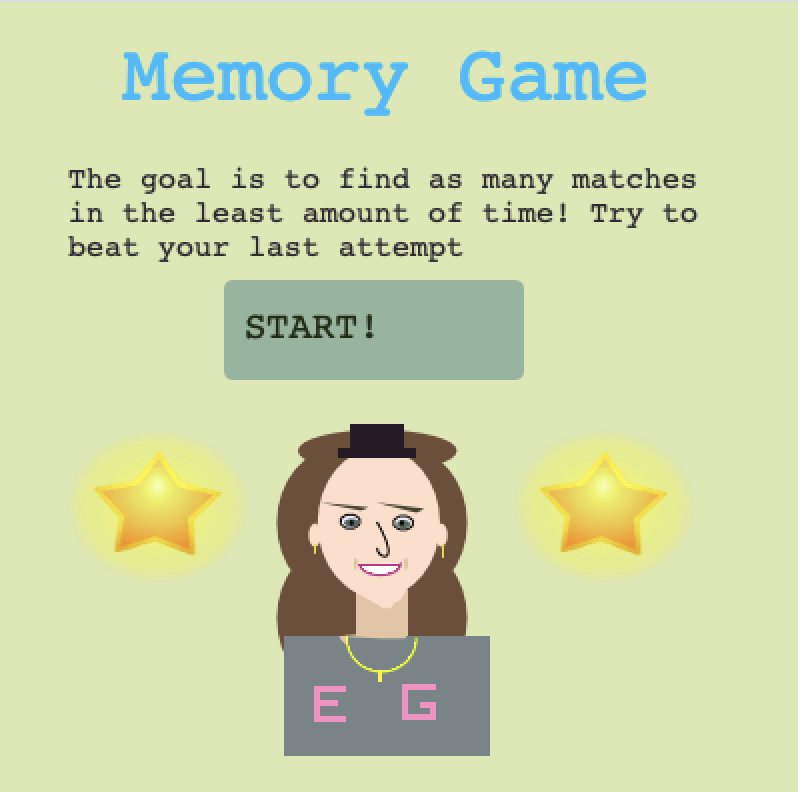 Memory Game
The goal is to find as many matches
in the least amount of time! Try to
beat your last attempt
START!
E G